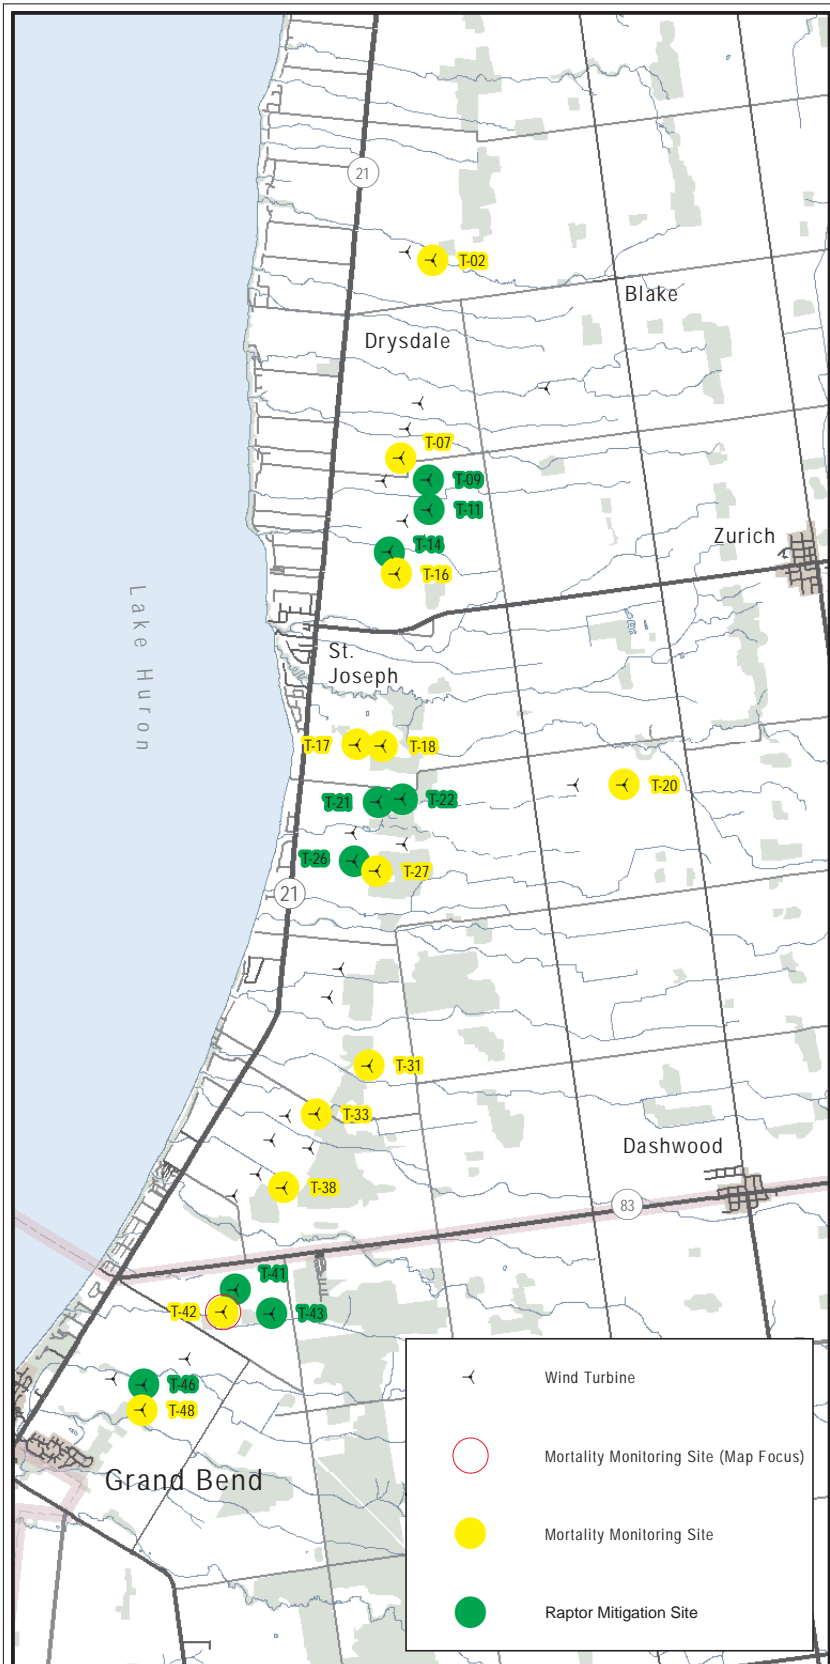 21
T-02
Blake
Drysdale
T-07
T-09
T-11
Zurich
T-14
T-16
Lake Huron
St.
Joseph
T-17
T-18
T-20
T-21
T-22
T-26
T-27
21
T-31
T-33
Dashwood
T-38
83
T-41
T-42
T-43
T-46
T-48
Grand Bend
Wind Turbine
Mortality Monitoring Site (Map Focus)
Mortality Monitoring Site
Raptor Mitigation Site